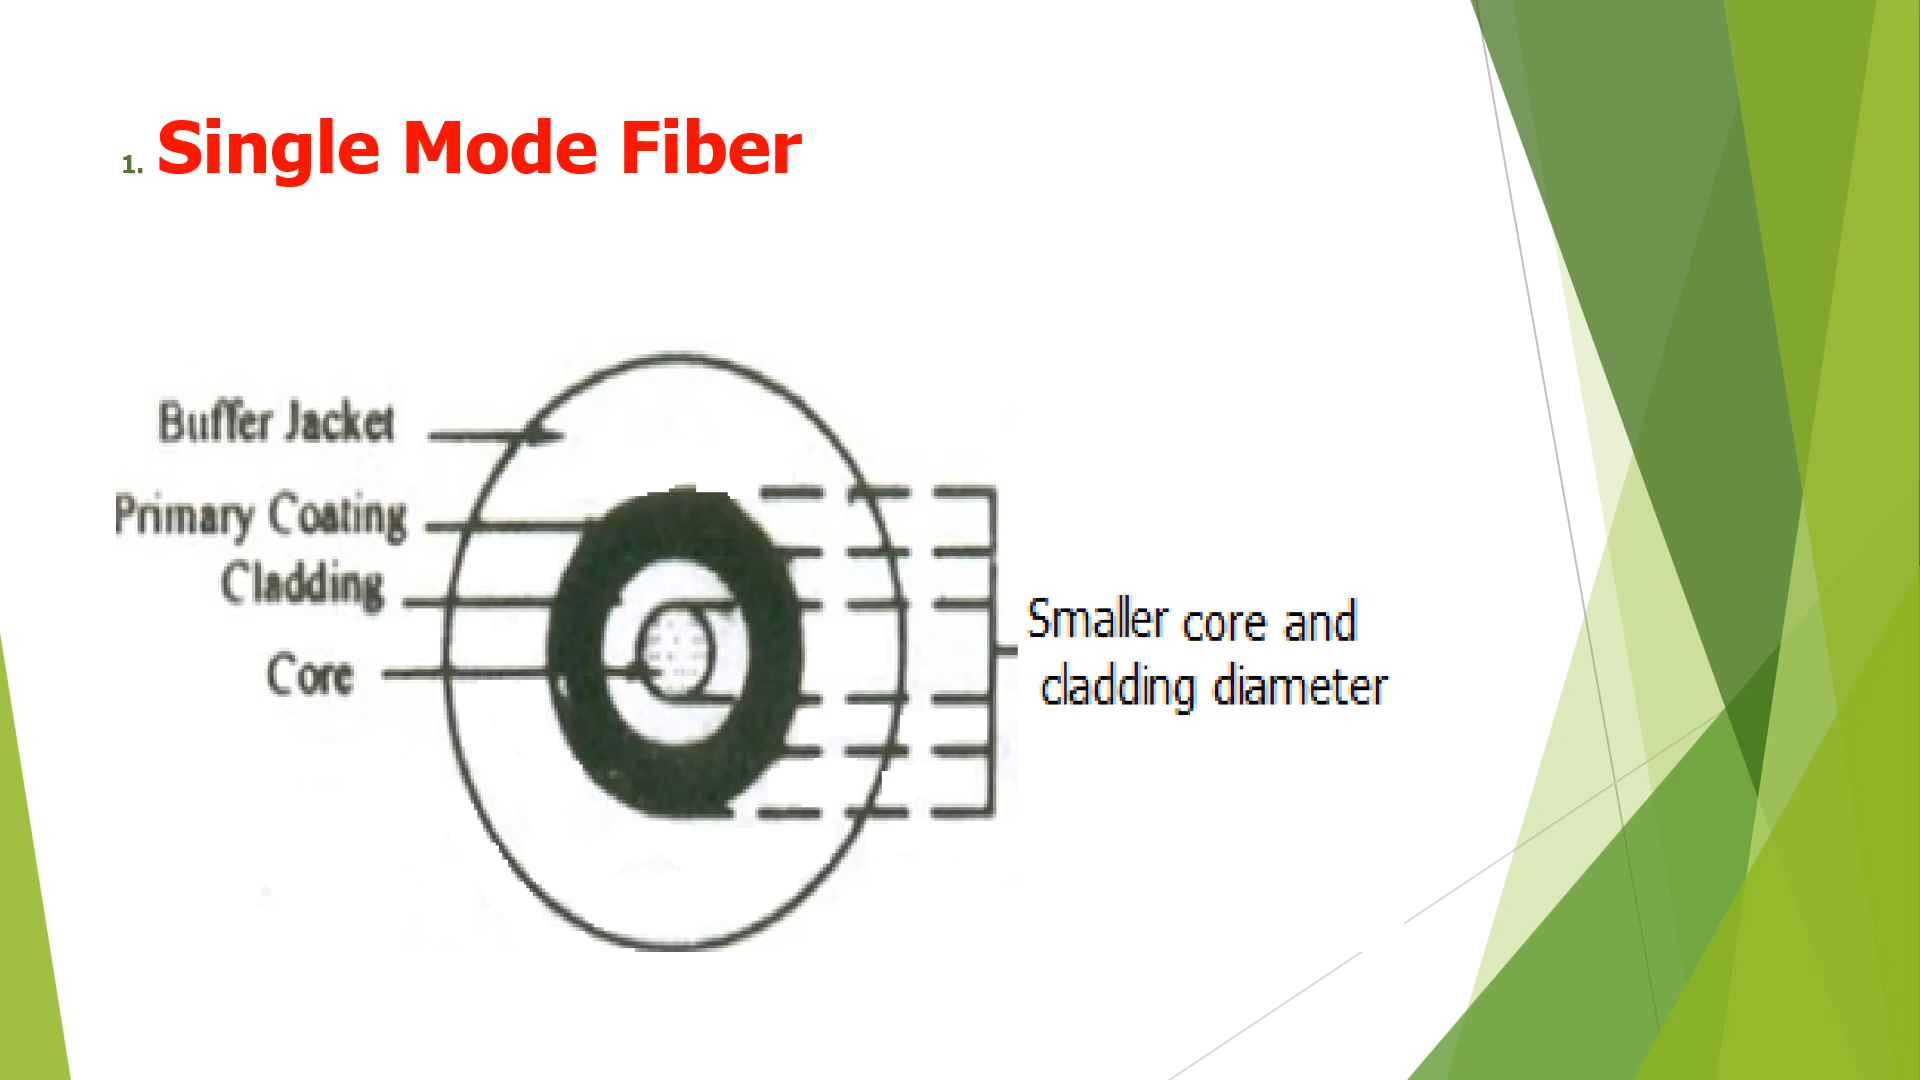 1. Single Mode Fiber
Buffer Jacket
Primary Coating
Cladding
Core
Smaller core and
cladding diameter